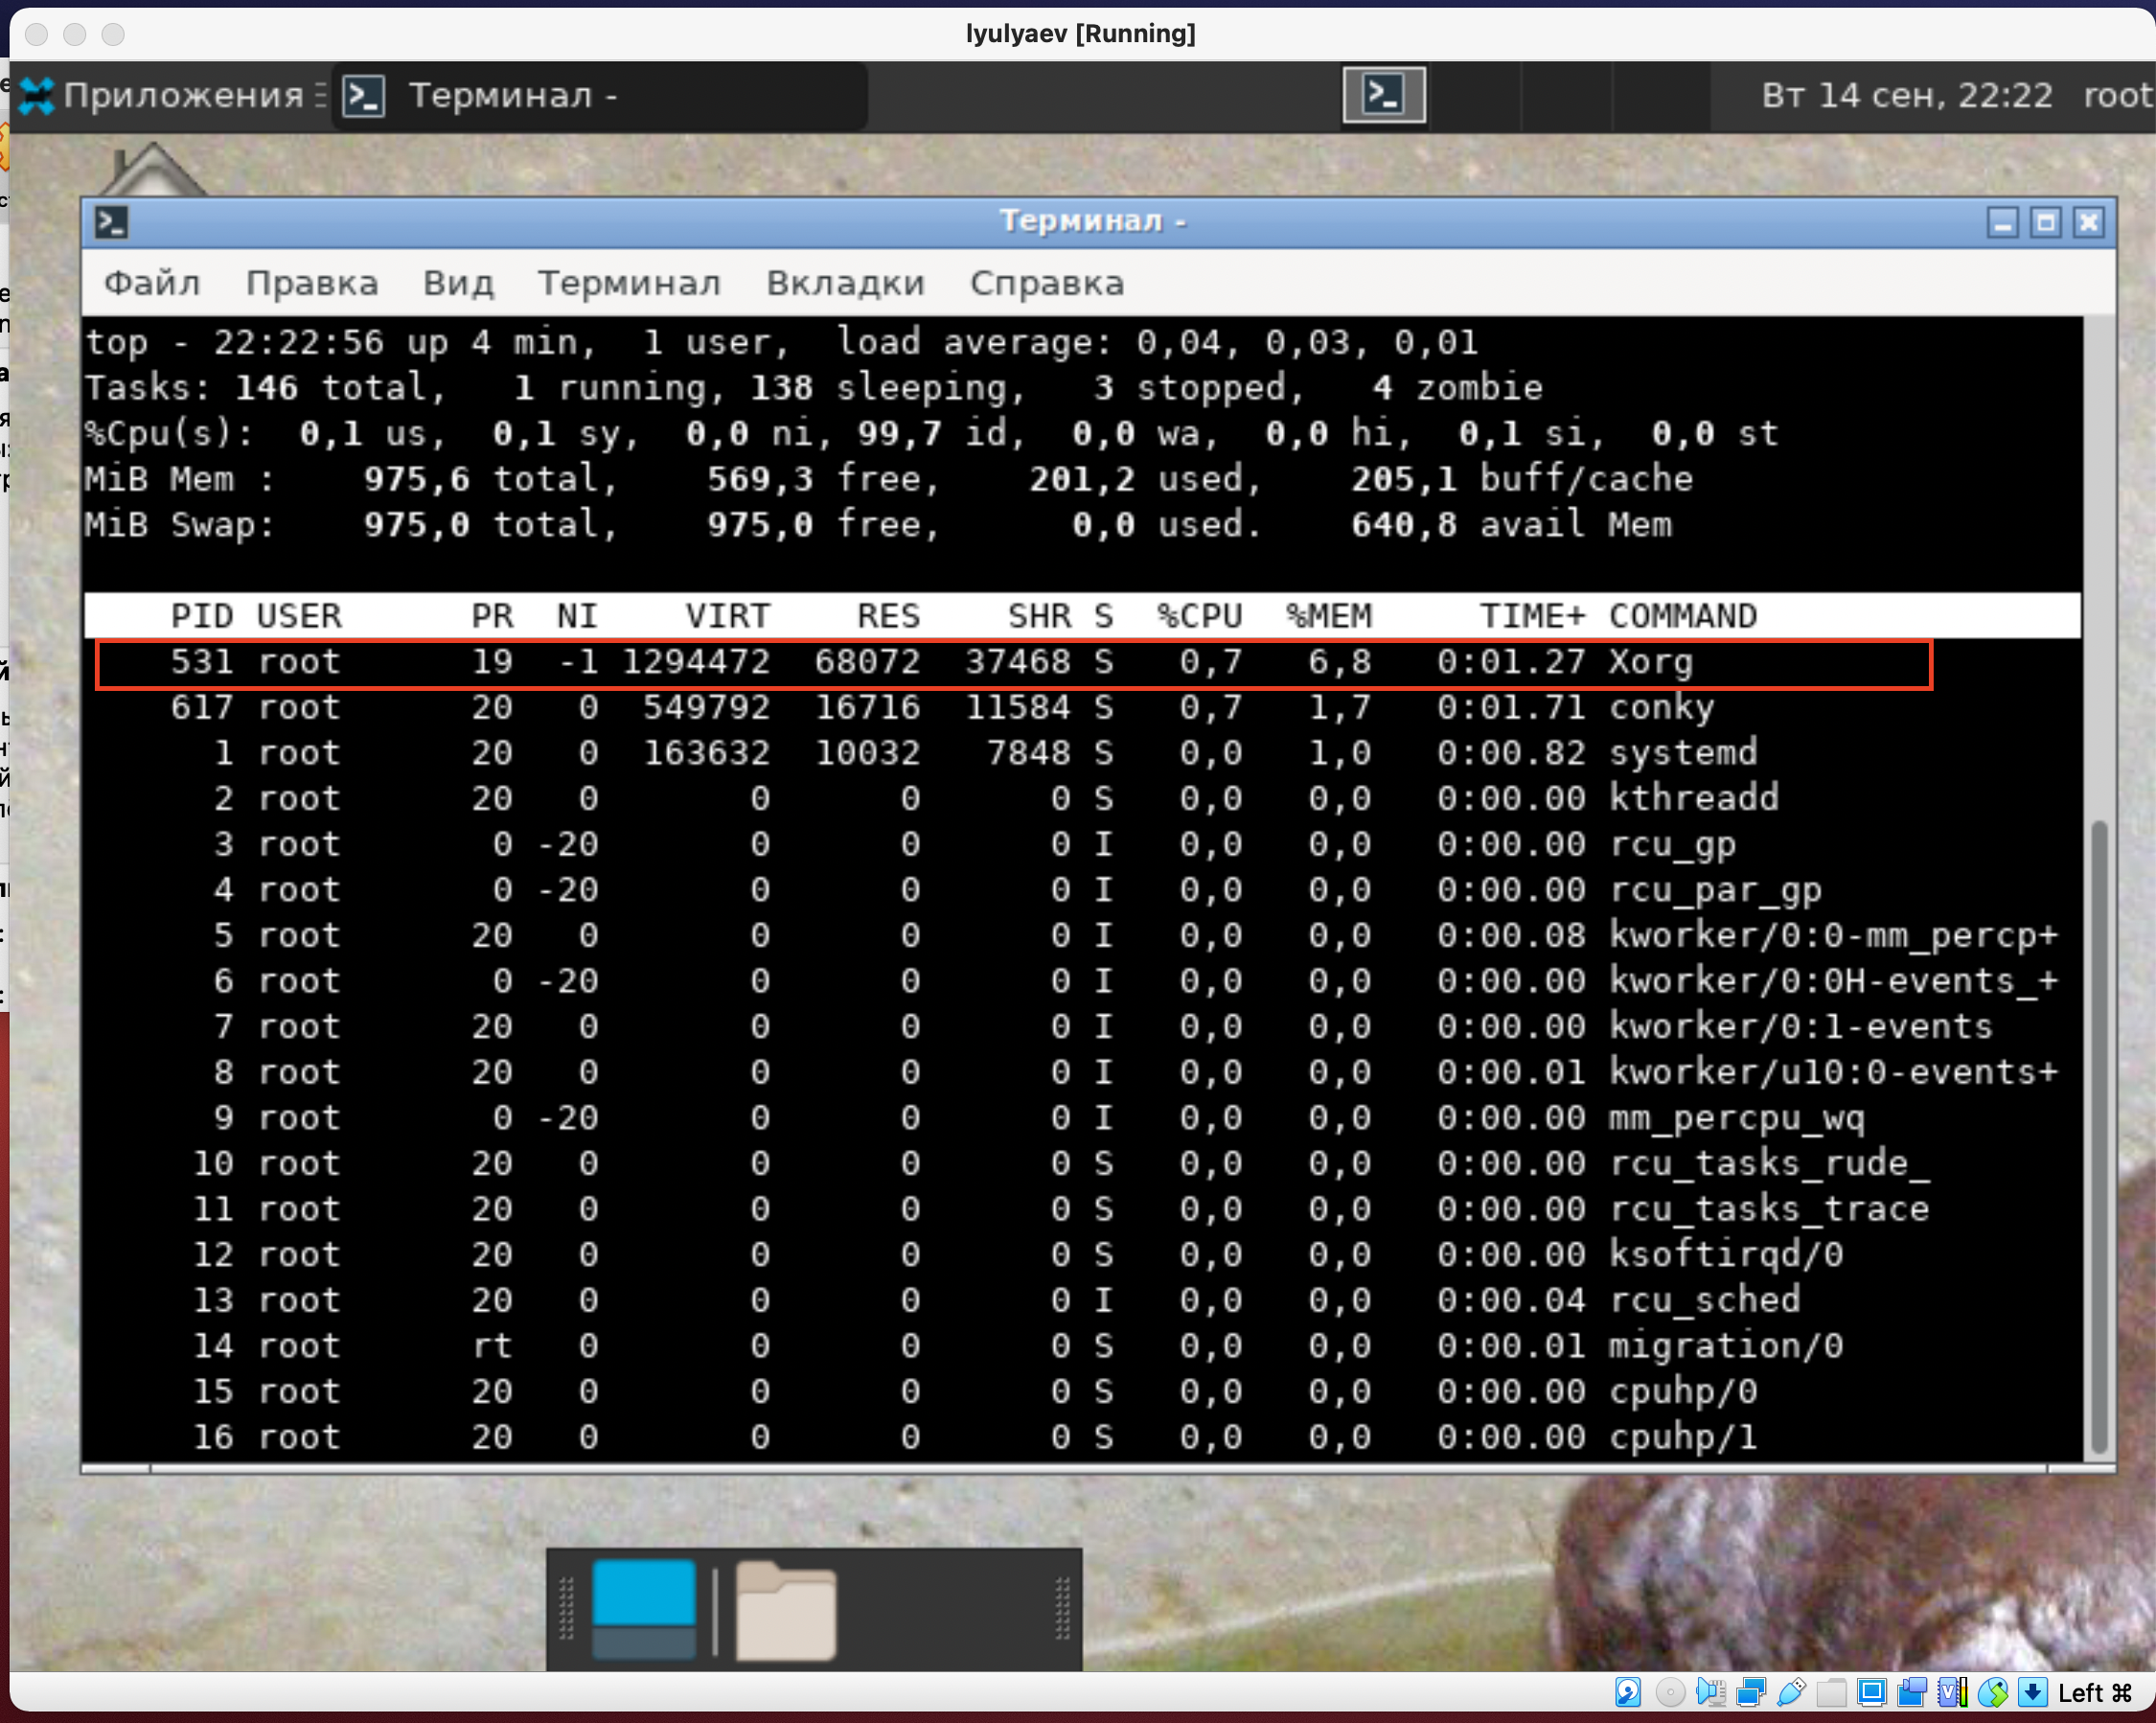 lyulyaev [Running]
Приложения
Терминал -
Вт 14 сен, 22:22 root
Терминал -
Файл Правка Вид Терминал Вкладки Справка
top - 22:22:56 up 4 min, 1 user, load average: 0,04, 0,03, 0,01
Tasks: 146 total, 1 running, 138 sleeping, 3 stopped, 4 zombie
%Cpu(s): 0,1 us, 0,1 sy, 0,0 ni, 99,7 id, 0,0 wa, 0,0 hi, 0,1 si, 0,0 st
MiB Mem : 975,6 total, 569,3 free, 201,2 used, 205,1 buff/cache
MiB Swap: 975,0 total, 975,0 free, 0,0 used. 640,8 avail Mem
PID USER PR NI VIRT RES SHR S %CPU %MEM TIME+ COMMAND
531 root 19 -1 1294472 68072 37468 S 0,7 6,8 0:01.27 Xorg
617 root 20 0 549792 16716 11584 S 0,7 1,7 0:01.71 conky
1 root 20 0 163632 10032 7848 S 0,0 1,0 0:00.82 systemd
2 root 20 0 0 0 0 S 0,0 0,0 0:00.00 kthreadd
3 root 0 -20 0 0 0 I 0,0 0,0 0:00.00 rcu_gp
4 root 0 -20 0 0 0 I 0,0 0,0 0:00.00 rcu_par_gp
5 root 20 0 0 0 0 I 0,0 0,0 0:00.08 kworker/0:0-mm_percp+
6 root 0 -20 0 0 0 I 0,0 0,0 0:00.00 kworker/0:0H-events_+
7 root 20 0 0 0 0 I 0,0 0,0 0:00.00 kworker/0:1-events
8 root 20 0 0 0 0 I 0,0 0,0 0:00.01 kworker/u10:0-events+
9 root 0 -20 0 0 0 I 0,0 0,0 0:00.00 mm_percpu_wq
10 root 20 0 0 0 0 S 0,0 0,0 0:00.00 rcu_tasks_rude_
11 root 20 0 0 0 0 S 0,0 0,0 0:00.00 rcu_tasks_trace
12 root 20 0 0 0 0 S 0,0 0,0 0:00.00 ksoftirqd/0
13 root 20 0 0 0 0 I 0,0 0,0 0:00.04 rcu_sched
14 root rt 0 0 0 0 S 0,0 0,0 0:00.01 migration/0
15 root 20 0 0 0 0 S 0,0 0,0 0:00.00 cpuhp/0
16 root 20 0 0 0 0 S 0,0 0,0 0:00.00 cpuhp/1
Left ⌘